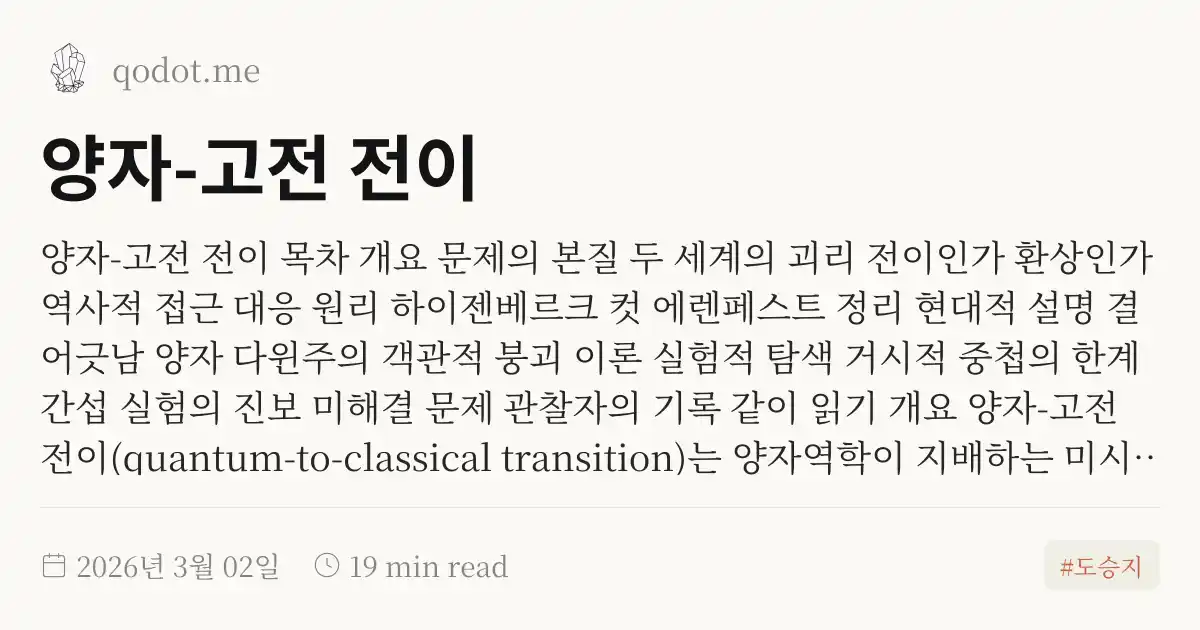 qodot.me
양자-고전 전이
양자-고전 전이 목차 개요 문제의 본질 두 세계의 괴리 전이인가 환상인가
역사적 접근 대응 원리 하이젠베르크 컷 에렌페스트 정리 현대적 설명 결
어긋남 양자 다윈주의 객관적 붕괴 이론 실험적 탐색 거시적 중첩의 한계
간섭 실험의 진보 미해결 문제 관찰자의 기록 같이 읽기 개요 양자-고전
전이(quantum-to-classical transition)는 양자역학이 지배하는 미시··
2026년 3월 02일 19 min read
#도승지